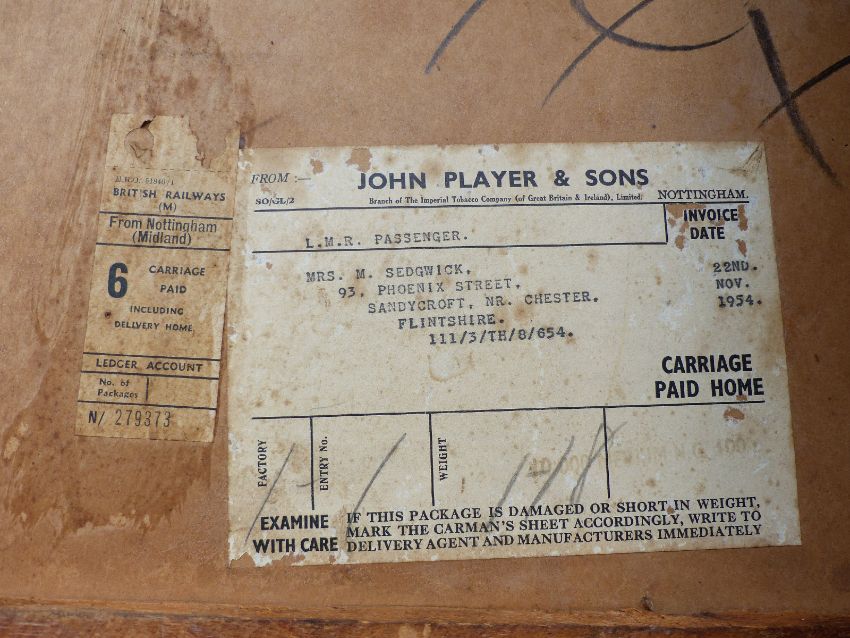 BRITISH RAILWAYS
(M)
From Nottingham
(Midland)
6 CARRIAGE
PAID
INCLUDING
DELIVERY HOME
LEDGER ACCOUNT
No. of
Packages
N/ 279373
FROM :—
JOHN PLAYER & SONS
SO/GL/2 Branch of The Imperial Tobacco Company (of Great Britain & Ireland), Limited. NOTTINGHAM.
INVOICE
DATE
L.M.R. PASSENGER.
MRS. M. SEDGWICK,
93, PHOENIX STREET,
SANDYCROFT, NR. CHESTER.
FLINTSHIRE.
111/3/TH/8/654.
22ND.
NOV.
1954.
CARRIAGE
PAID HOME
FACTORY
ENTRY No.
WEIGHT
118
EXAMINE
WITH CARE
IF THIS PACKAGE IS DAMAGED OR SHORT IN WEIGHT,
MARK THE CARMAN'S SHEET ACCORDINGLY, WRITE TO
DELIVERY AGENT AND MANUFACTURERS IMMEDIATELY